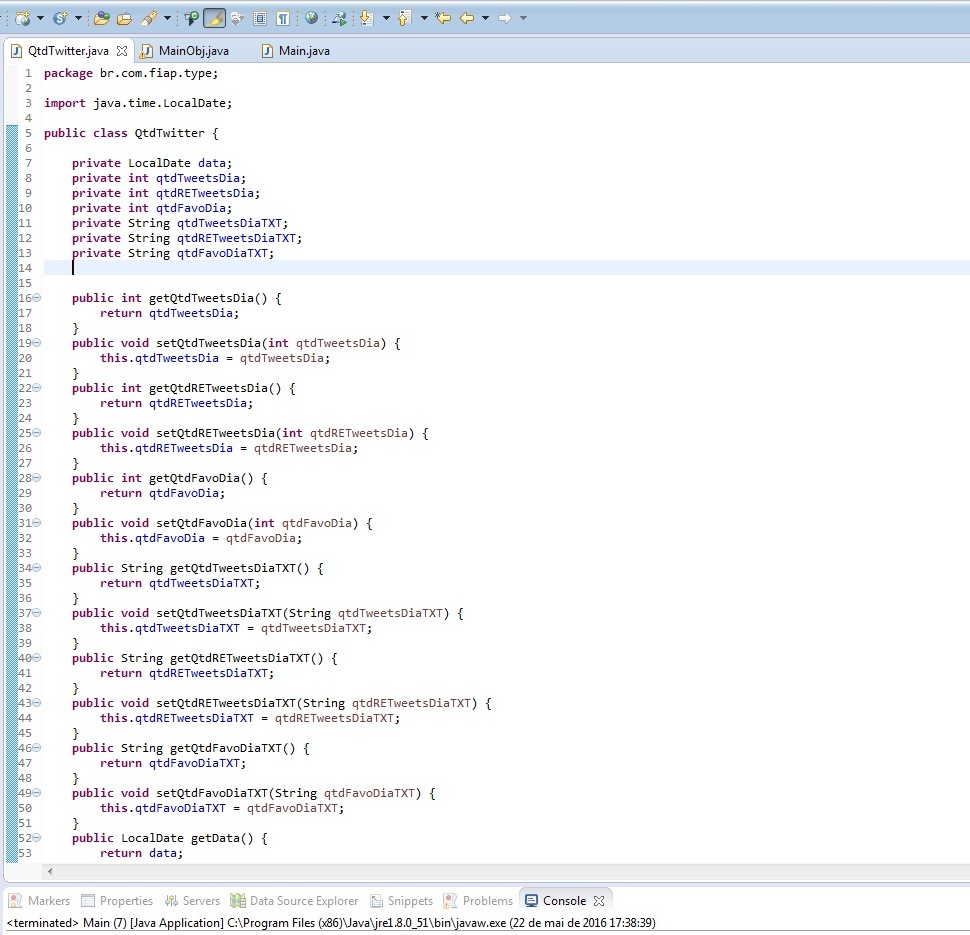 QtdTwitter.java MainObj.java Main.java
1 package br.com.fiap.type;
2
3 import java.time.LocalDate;
4
5 public class QtdTwitter {
6
7     private LocalDate data;
8     private int qtdTweetsDia;
9     private int qtdRETweetsDia;
10     private int qtdFavoDia;
11     private String qtdTweetsDiaTXT;
12     private String qtdRETweetsDiaTXT;
13     private String qtdFavoDiaTXT;
14
15
16     public int getQtdTweetsDia() {
17         return qtdTweetsDia;
18     }
19     public void setQtdTweetsDia(int qtdTweetsDia) {
20         this.qtdTweetsDia = qtdTweetsDia;
21     }
22     public int getQtdRETweetsDia() {
23         return qtdRETweetsDia;
24     }
25     public void setQtdRETweetsDia(int qtdRETweetsDia) {
26         this.qtdRETweetsDia = qtdRETweetsDia;
27     }
28     public int getQtdFavoDia() {
29         return qtdFavoDia;
30     }
31     public void setQtdFavoDia(int qtdFavoDia) {
32         this.qtdFavoDia = qtdFavoDia;
33     }
34     public String getQtdTweetsDiaTXT() {
35         return qtdTweetsDiaTXT;
36     }
37     public void setQtdTweetsDiaTXT(String qtdTweetsDiaTXT) {
38         this.qtdTweetsDiaTXT = qtdTweetsDiaTXT;
39     }
40     public String getQtdRETweetsDiaTXT() {
41         return qtdRETweetsDiaTXT;
42     }
43     public void setQtdRETweetsDiaTXT(String qtdRETweetsDiaTXT) {
44         this.qtdRETweetsDiaTXT = qtdRETweetsDiaTXT;
45     }
46     public String getQtdFavoDiaTXT() {
47         return qtdFavoDiaTXT;
48     }
49     public void setQtdFavoDiaTXT(String qtdFavoDiaTXT) {
50         this.qtdFavoDiaTXT = qtdFavoDiaTXT;
51     }
52     public LocalDate getData() {
53         return data;
Markers Properties Servers Data Source Explorer Snippets Problems Console
<terminated> Main (7) [Java Application] C:\Program Files (x86)\Java\jre1.8.0_51\bin\javaw.exe (22 de mai de 2016 17:38:39)